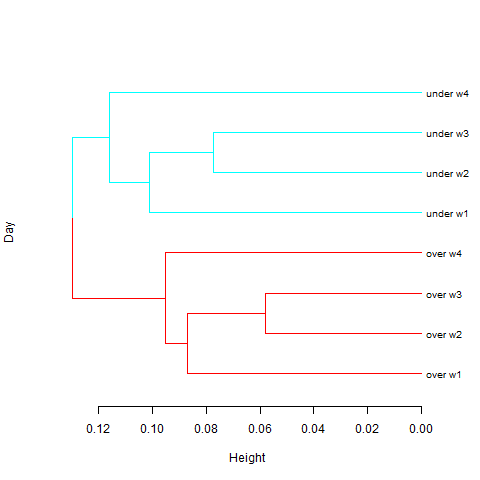 under w4
under w3
under w2
under w1
over w4
over w3
over w2
over w1
Day
0.12 0.10 0.08 0.06 0.04 0.02 0.00
Height